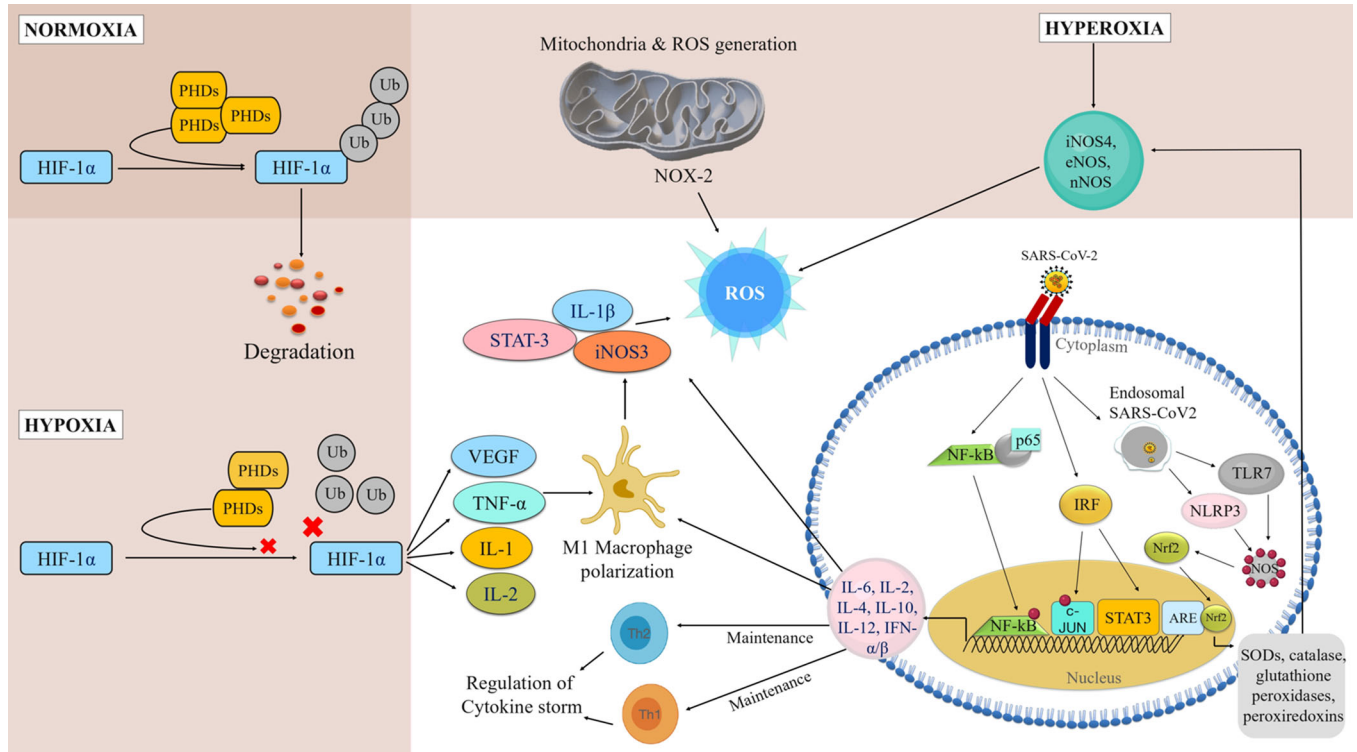 NORMOXIA
PHDs
PHDs
PHDs
Ub
Ub
Ub
HIF-1α
HIF-1α
Degradation
Mitochondria & ROS generation
NOX-2
HYPEROXIA
iNOS4,
eNOS,
nNOS
ROS
IL-1β
STAT-3
iNOS3
HYPOXIA
PHDs
PHDs
Ub
Ub
Ub
HIF-1α
HIF-1α
VEGF
TNF-α
IL-1
IL-2
M1 Macrophage
polarization
Th2
Th1
Maintenance
Maintenance
Regulation of
Cytokine storm
SARS-CoV-2
Cytoplasm
Endosomal
SARS-CoV2
p65
NF-kB
IRF
TLR7
NLRP3
Nrf2
NOS
IL-6, IL-2,
IL-4, IL-10,
IL-12, IFN-
α/β
NF-kB
c-
JUN
STAT3
ARE
Nrf2
Nucleus
SODs, catalase,
glutathione
peroxidases,
peroxiredoxins